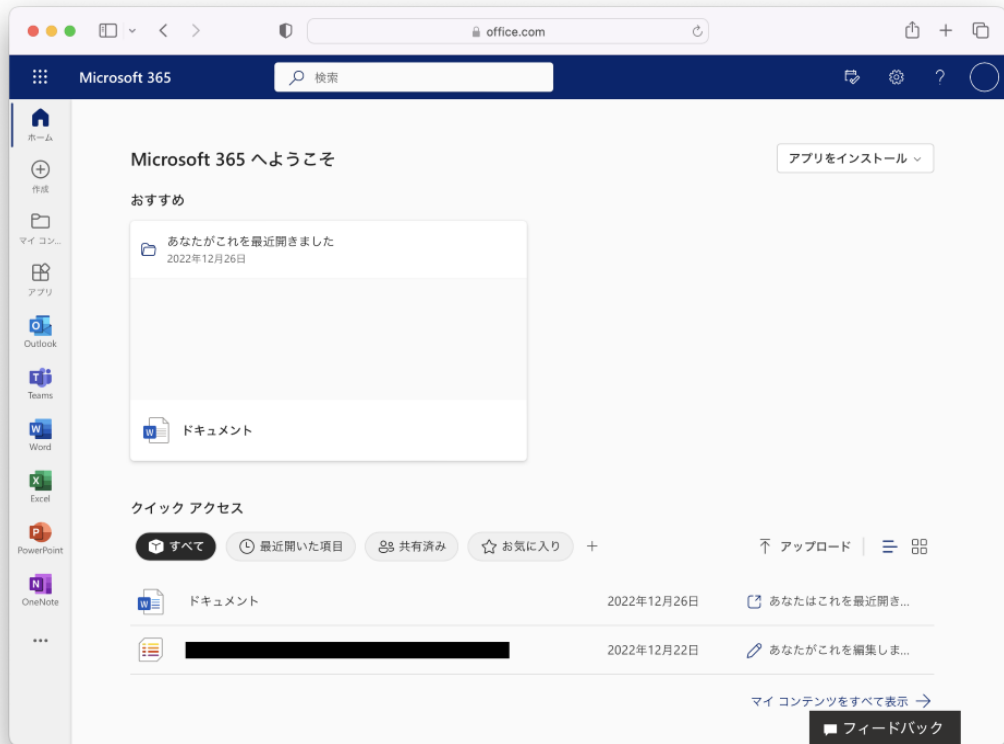 office.com
Microsoft 365
検索
ホーム
作成
マイ コン...
アプリ
Outlook
Teams
Word
Excel
PowerPoint
OneNote
Microsoft 365 へようこそ
アプリをインストール
おすすめ
あなたがこれを最近開きました
2022年12月26日
ドキュメント
クイック アクセス
すべて 最近開いた項目 共有済み お気に入り アップロード
ドキュメント 2022年12月26日 あなたはこれを最近開き...
2022年12月22日 あなたがこれを編集しま...
マイ コンテンツをすべて表示
フィードバック